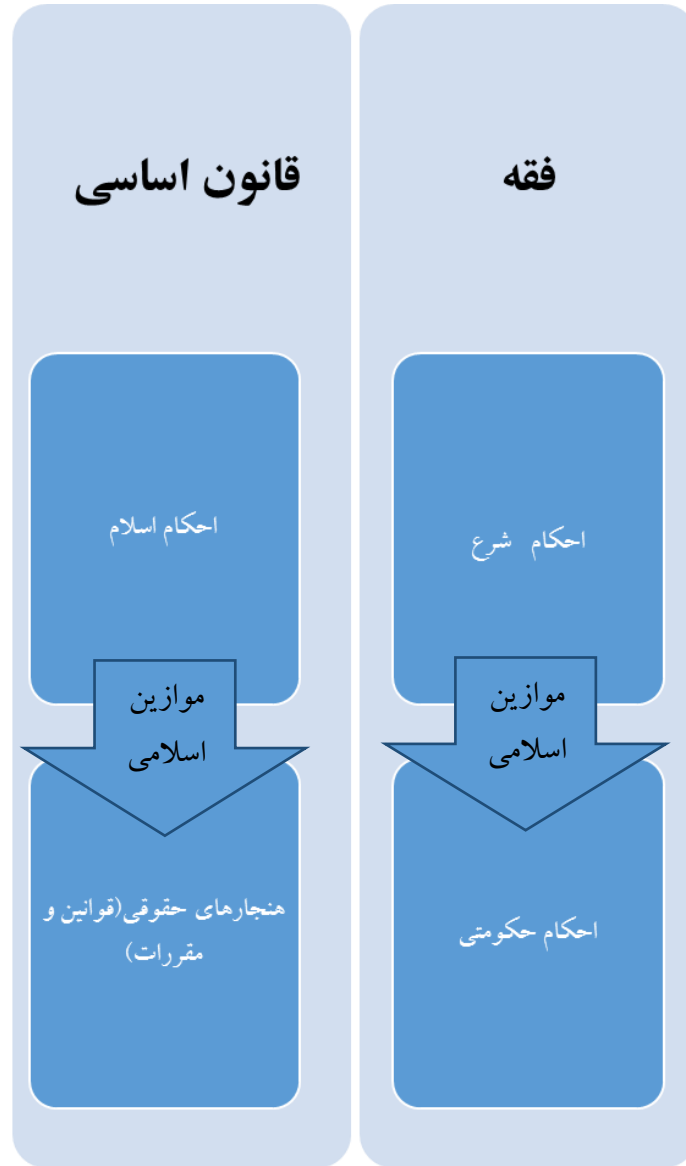 فقه
احکام شرع
موازین
اسلامی
احکام حکومتی
قانون اساسی
احکام اسلام
موازین
اسلامی
هنجارهای حقوقی(قوانین و
مقررات)